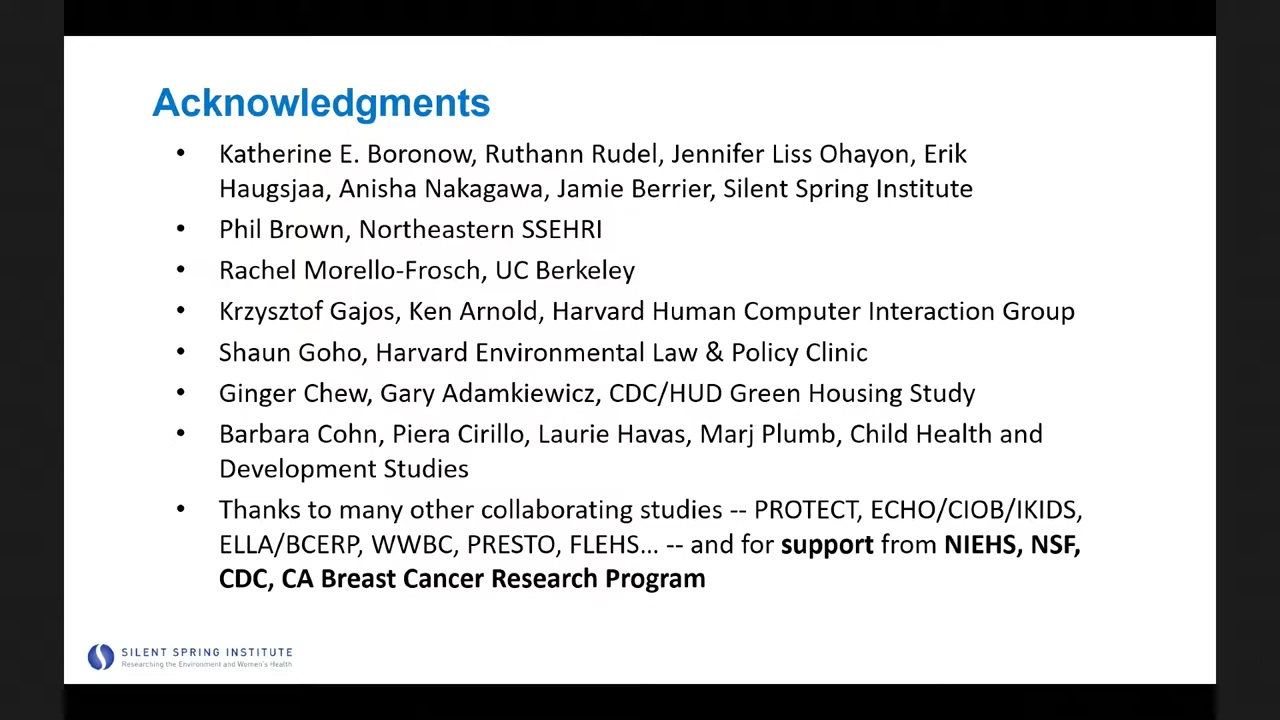 Acknowledgments
• Katherine E. Boronow, Ruthann Rudel, Jennifer Liss Ohayon, Erik
Haugsjaa, Anisha Nakagawa, Jamie Berrier, Silent Spring Institute
• Phil Brown, Northeastern SSEHRI
• Rachel Morello-Frosch, UC Berkeley
• Krzysztof Gajos, Ken Arnold, Harvard Human Computer Interaction Group
• Shaun Goho, Harvard Environmental Law & Policy Clinic
• Ginger Chew, Gary Adamkiewicz, CDC/HUD Green Housing Study
• Barbara Cohn, Piera Cirillo, Laurie Havas, Marj Plumb, Child Health and
Development Studies
• Thanks to many other collaborating studies -- PROTECT, ECHO/CIOB/IKIDS,
ELLA/BCERP, WWBC, PRESTO, FLEHS... -- and for support from NIEHS, NSF,
CDC, CA Breast Cancer Research Program
SILENT SPRING INSTITUTE
Researching the Environment and Women's Health